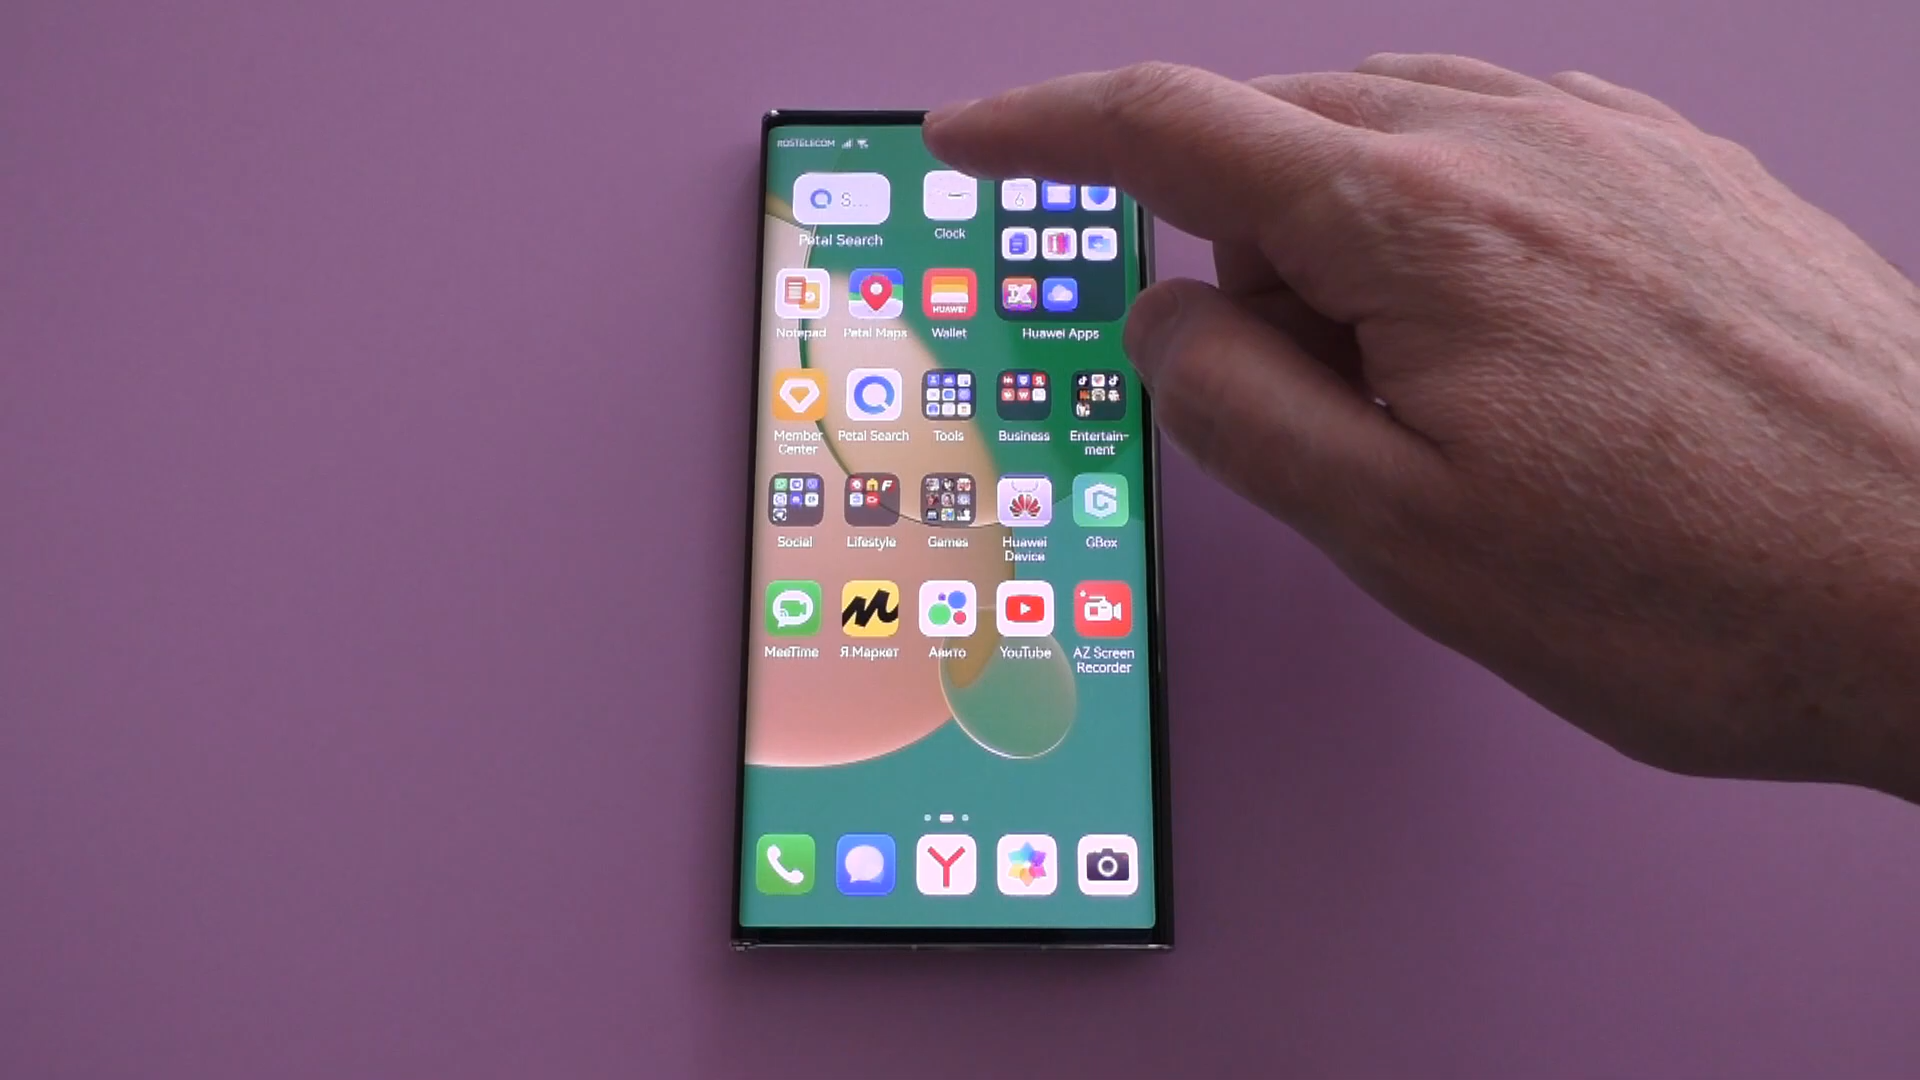 ROSTELECOM
S...
6
Petal Search
Clock
HUAWEI
Notepad
Petal Maps
Wallet
Huawei Apps
Member
Center
Petal Search
Tools
Business
Entertain-
ment
Social
Lifestyle
Games
Huawei
Device
GBox
MeeTime
Я.Маркет
Авито
YouTube
AZ Screen
Recorder